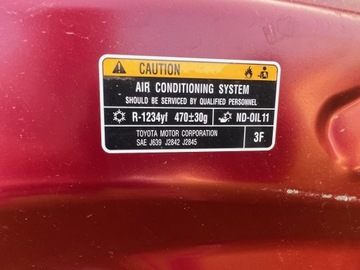 CAUTION
AIR CONDITIONING SYSTEM
SHOULD BE SERVICED BY QUALIFIED PERSONNEL
R-1234yf 470±30g ND-OIL11
TOYOTA MOTOR CORPORATION
SAE J639 J2842 J2845
3F